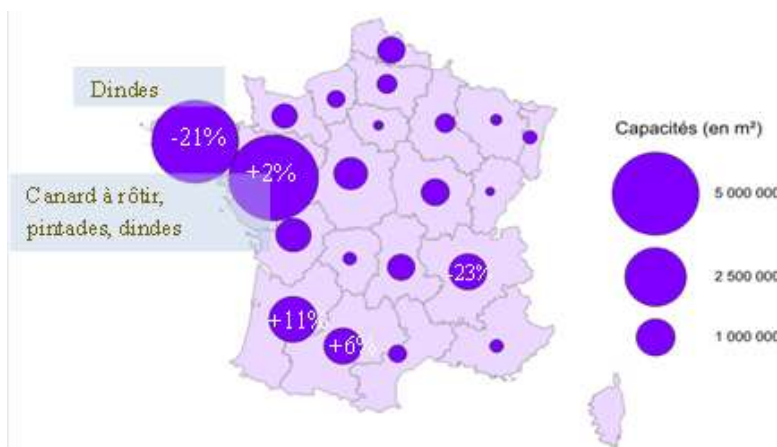 Dindes
-21%
+2%
Canard à rôtir,
pintades, dindes
-23%
+11%
+6%
Capacités (en m²)
5 000 000
2 500 000
1 000 000